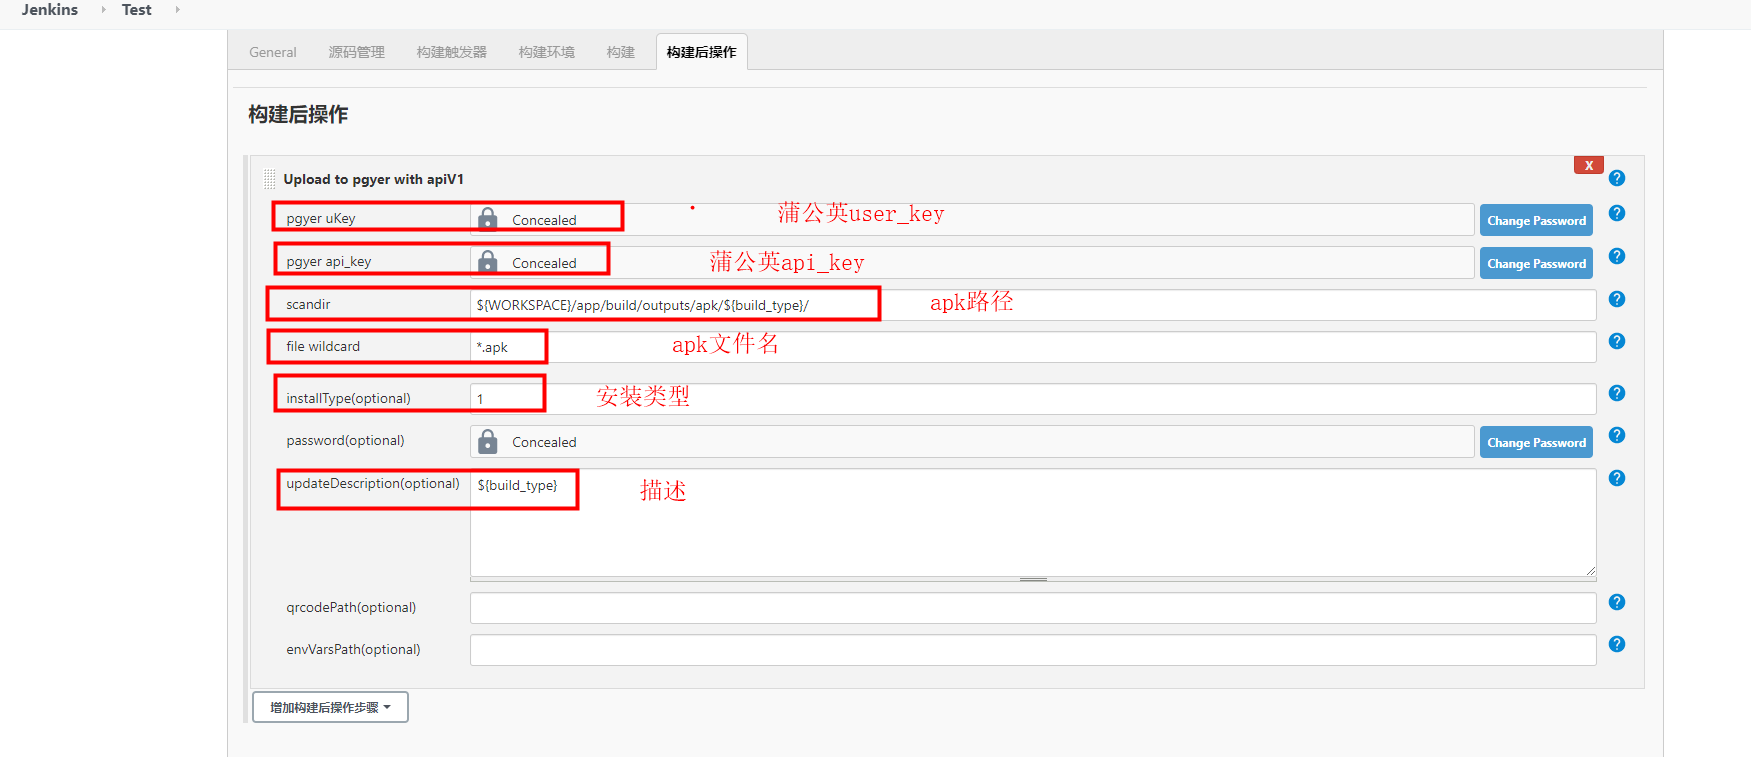 Jenkins Test
General 源码管理 构建触发器 构建环境 构建 构建后操作
构建后操作
X
Upload to pgyer with apiV1 ?
pgyer uKey Concealed 蒲公英user_key Change Password ?
pgyer api_key Concealed 蒲公英api_key Change Password ?
scandir ${WORKSPACE}/app/build/outputs/apk/${build_type}/ apk路径 ?
file wildcard *.apk apk文件名 ?
installType(optional) 1 安装类型 ?
password(optional) Concealed Change Password ?
updateDescription(optional) ${build_type} 描述 ?
qrcodePath(optional) ?
envVarsPath(optional) ?
增加构建后操作步骤